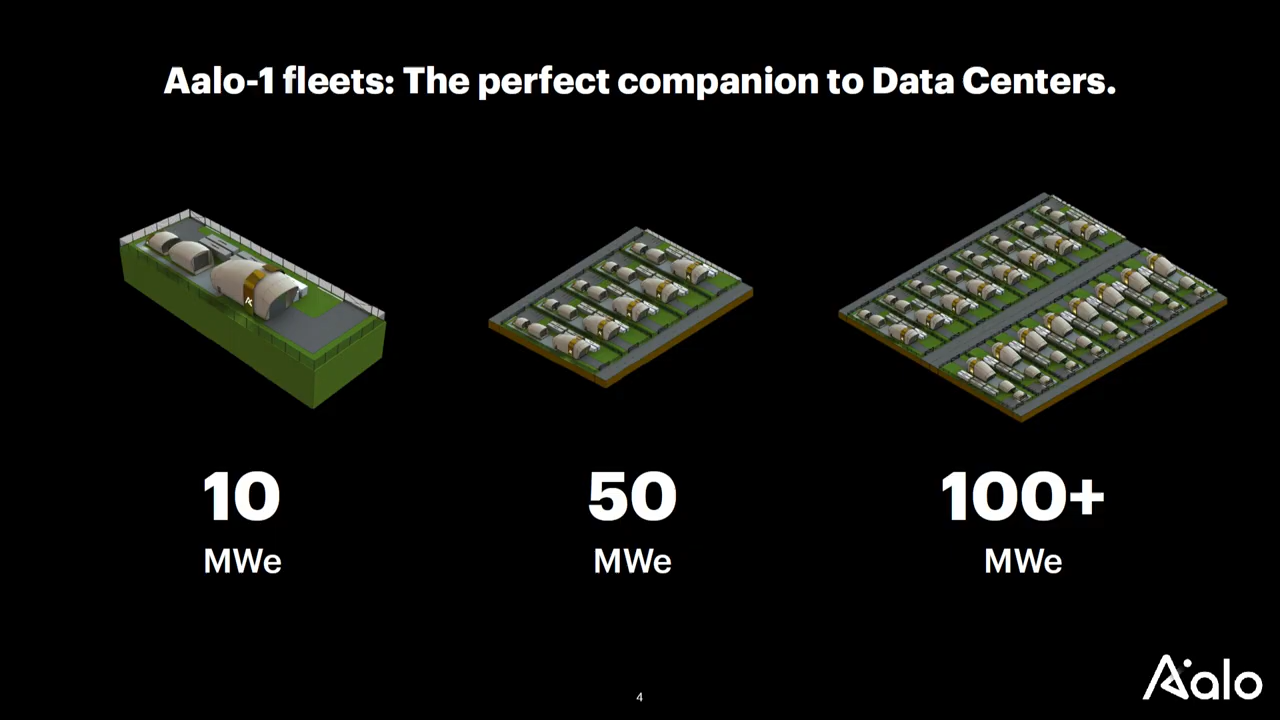 Aalo-1 fleets: The perfect companion to Data Centers.
10
MWe
50
MWe
100+
MWe
4
Aalo